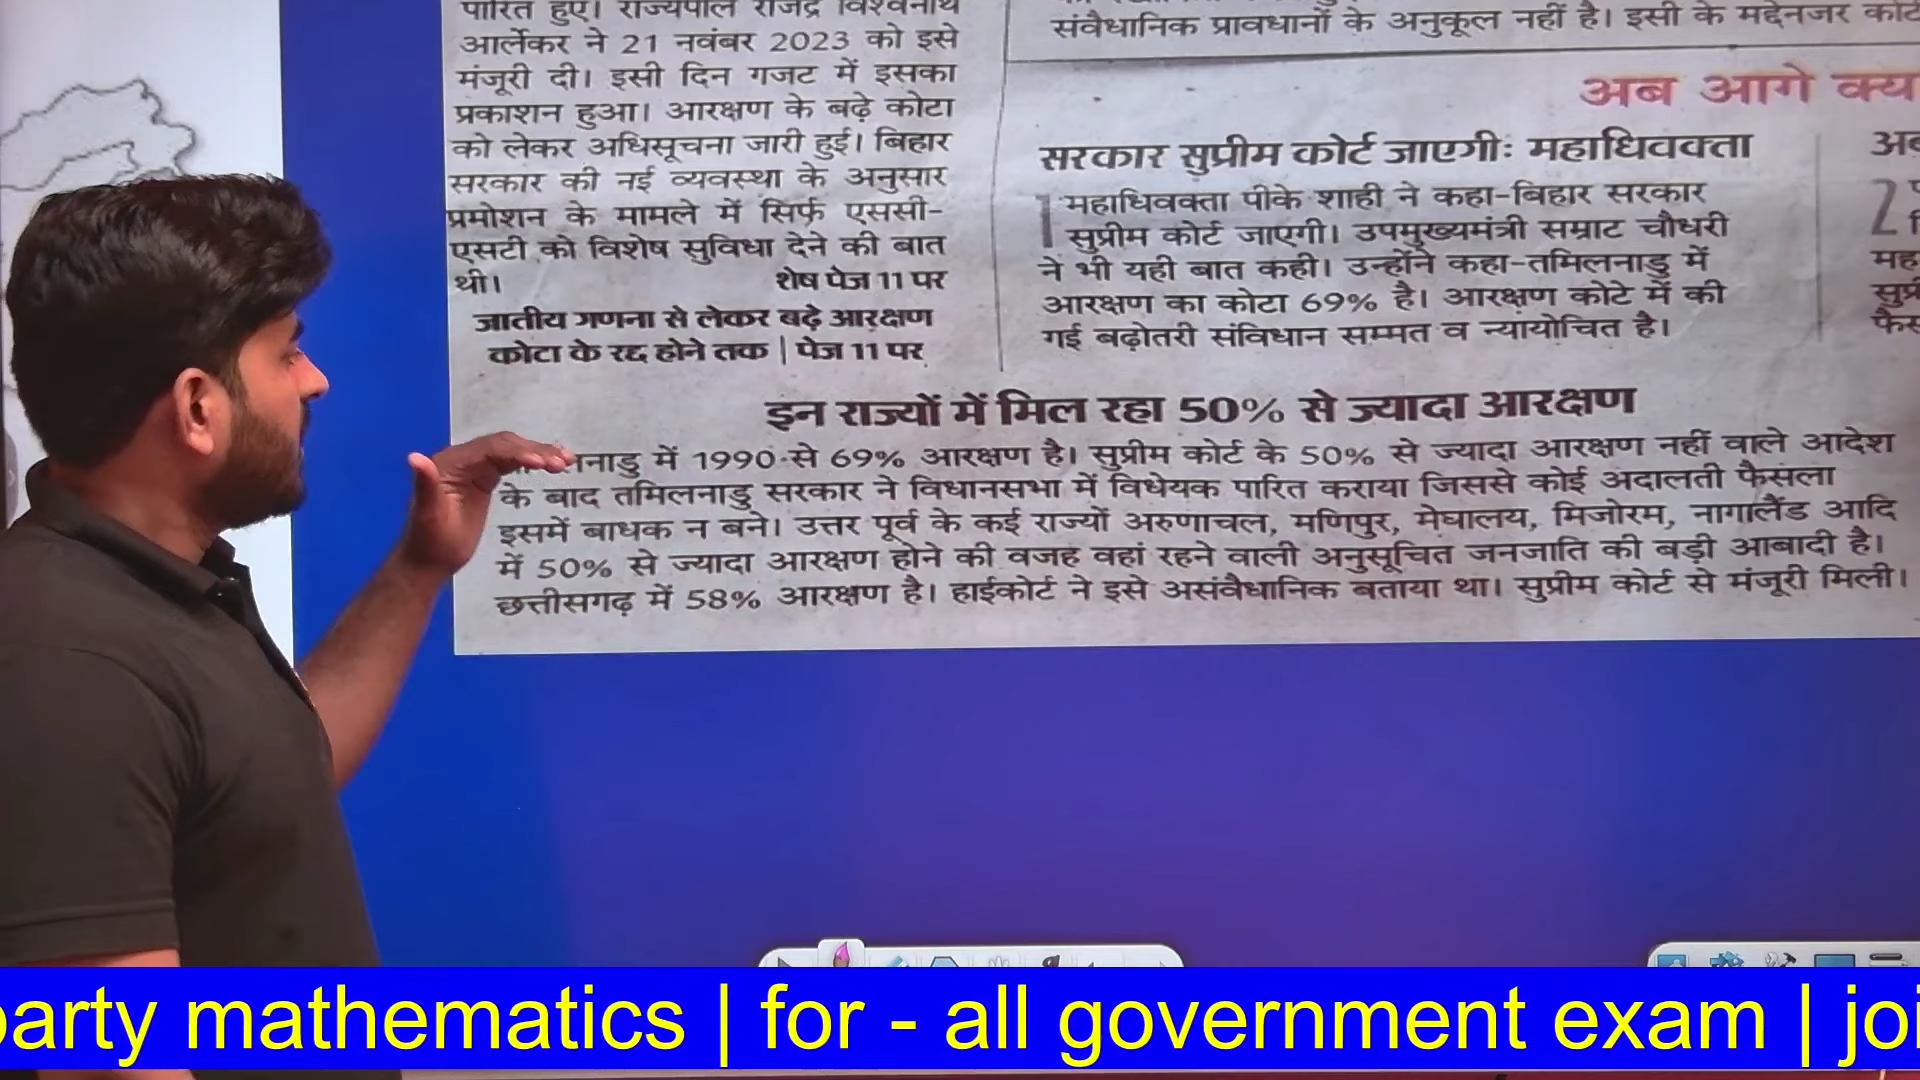 पारित हुए। राज्यपाल राजेंद्र विश्वनाथ
आर्लेकर ने 21 नवंबर 2023 को इसे
मंजूरी दी। इसी दिन गजट में इसका
प्रकाशन हुआ। आरक्षण के बढ़े कोटा
को लेकर अधिसूचना जारी हुई। बिहार
सरकार की नई व्यवस्था के अनुसार
प्रमोशन के मामले में सिर्फ एससी-
एसटी को विशेष सुविधा देने की बात
थी। शेष पेज 11 पर
जातीय गणना से लेकर बढ़े आरक्षण
कोटा के रद्द होने तक | पेज 11 पर
संवैधानिक प्रावधानों के अनुकूल नहीं है। इसी के मद्देनजर कोर्ट
अब आगे क्य
सरकार सुप्रीम कोर्ट जाएगीः महाधिवक्ता
1 महाधिवक्ता पीके शाही ने कहा-बिहार सरकार
सुप्रीम कोर्ट जाएगी। उपमुख्यमंत्री सम्राट चौधरी
ने भी यही बात कही। उन्होंने कहा-तमिलनाडु में
आरक्षण का कोटा 69% है। आरक्षण कोटे में की
गई बढ़ोतरी संविधान सम्मत व न्यायोचित है।
अब
2
मह
सुप्री
फैस
इन राज्यों में मिल रहा 50% से ज्यादा आरक्षण
नाडु में 1990 से 69% आरक्षण है। सुप्रीम कोर्ट के 50% से ज्यादा आरक्षण नहीं वाले आदेश
के बाद तमिलनाडु सरकार ने विधानसभा में विधेयक पारित कराया जिससे कोई अदालती फैसला
इसमें बाधक न बने। उत्तर पूर्व के कई राज्यों अरुणाचल, मणिपुर, मेघालय, मिजोरम, नागालैंड आदि
में 50% से ज्यादा आरक्षण होने की वजह वहां रहने वाली अनुसूचित जनजाति की बड़ी आबादी है।
छत्तीसगढ़ में 58% आरक्षण है। हाईकोर्ट ने इसे असंवैधानिक बताया था। सुप्रीम कोर्ट से मंजूरी मिली।
party mathematics | for - all government exam | joi